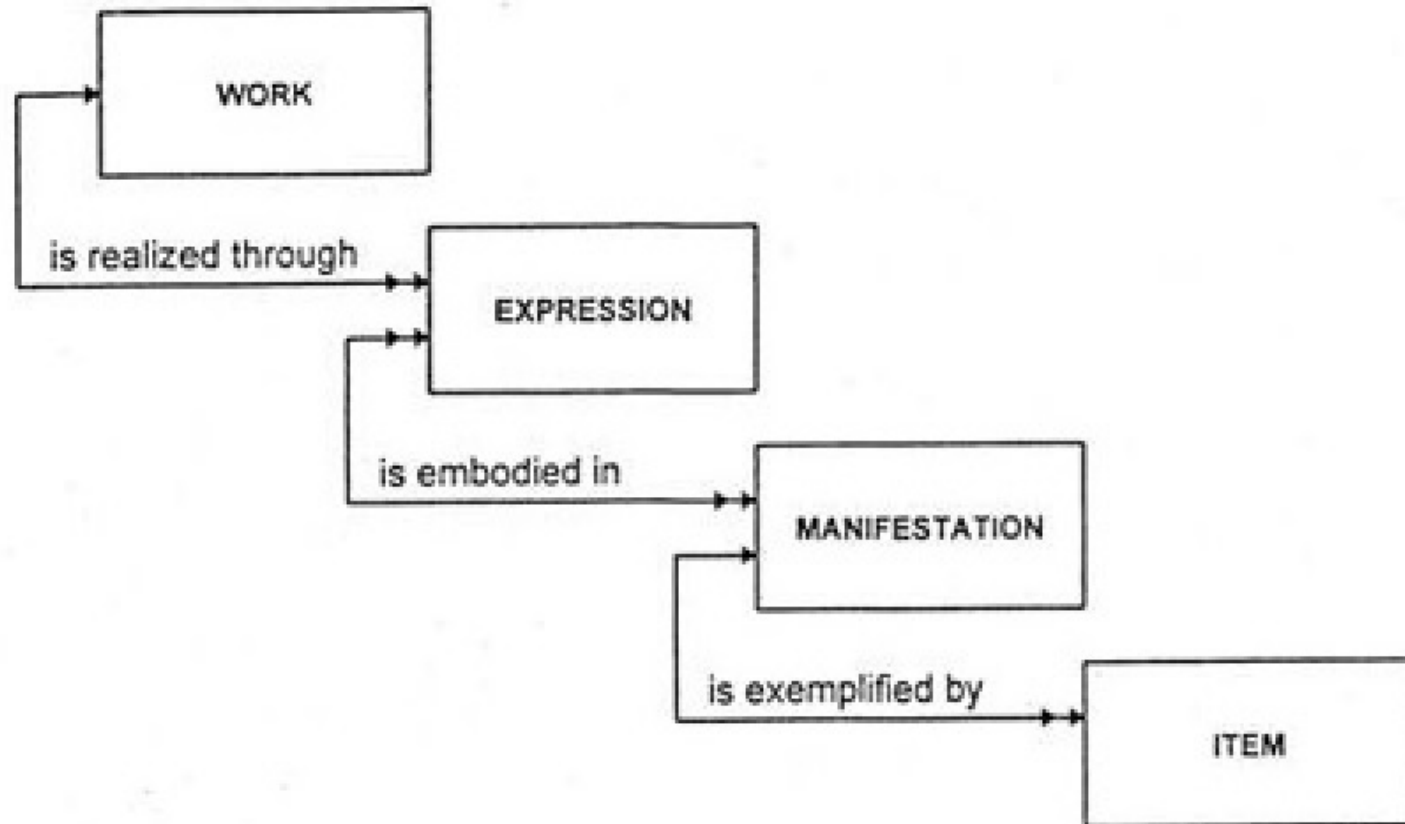 WORK
is realized through
EXPRESSION
is embodied in
MANIFESTATION
is exemplified by
ITEM